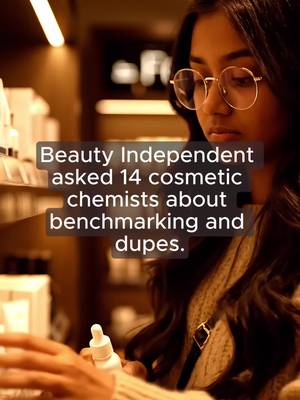 Beauty Independent
asked 14 cosmetic
chemists about
benchmarking and
dupes.